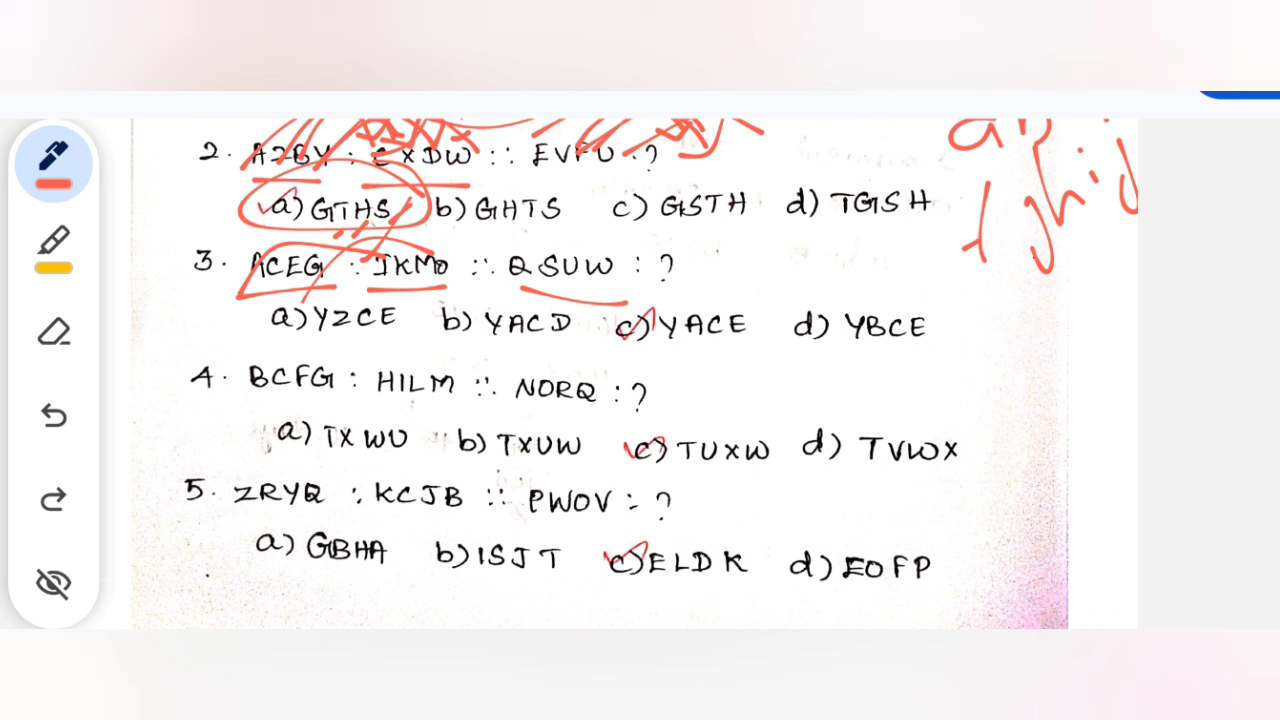 2. AZBY : CXDW :: EVFU : ?
a) GTHS b) GHTS c) GSTH d) TGSH
3. ACEG : IKMO :: QSUW : ?
a) YZCE b) YACD c) YACE d) YBCE
4. BCFG : HILM :: NORQ : ?
a) TXWU b) TXUW c) TUXW d) TVWX
5. ZRYQ : KCJB :: PWOV : ?
a) GBHA b) ISJT c) ELDK d) EOFP